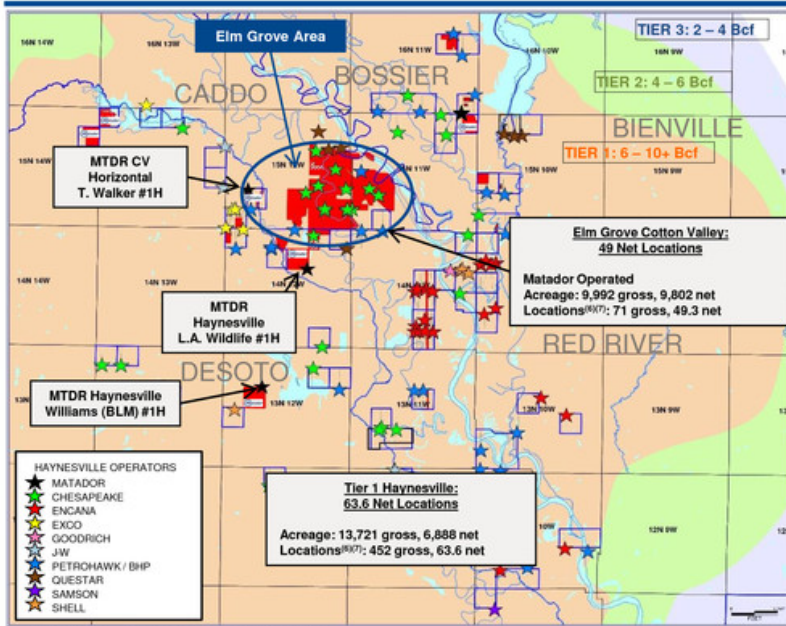 TIER 3: 2 – 4 Bcf
16N 14W
16N 13W
16N 11W
16N 10W
16N 9W
Elm Grove Area
BOSSIER
TIER 2: 4 – 6 Bcf
CADDO
BIENVILLE
15N 14W
15N 11W
15N 10W
TIER 1: 6 – 10+ Bcf
MTDR CV
Horizontal
T. Walker #1H
Elm Grove Cotton Valley:
49 Net Locations
Matador Operated
Acreage: 9,992 gross, 9,802 net
Locations(6)(7): 71 gross, 49.3 net
14N 14W
14N 13W
MTDR
Haynesville
L.A. Wildlife #1H
RED RIVER
DESOTO
MTDR Haynesville
Williams (BLM) #1H
13N 12W
13N 11W
13N 10W
13N 9W
HAYNESVILLE OPERATORS
MATADOR
CHESAPEAKE
ENCANA
EXCO
GOODRICH
J-W
PETROHAWK / BHP
QUESTAR
SAMSON
SHELL
Tier 1 Haynesville:
63.6 Net Locations
Acreage: 13,721 gross, 6,888 net
Locations(6)(7): 452 gross, 63.6 net
12N 9W
FEET